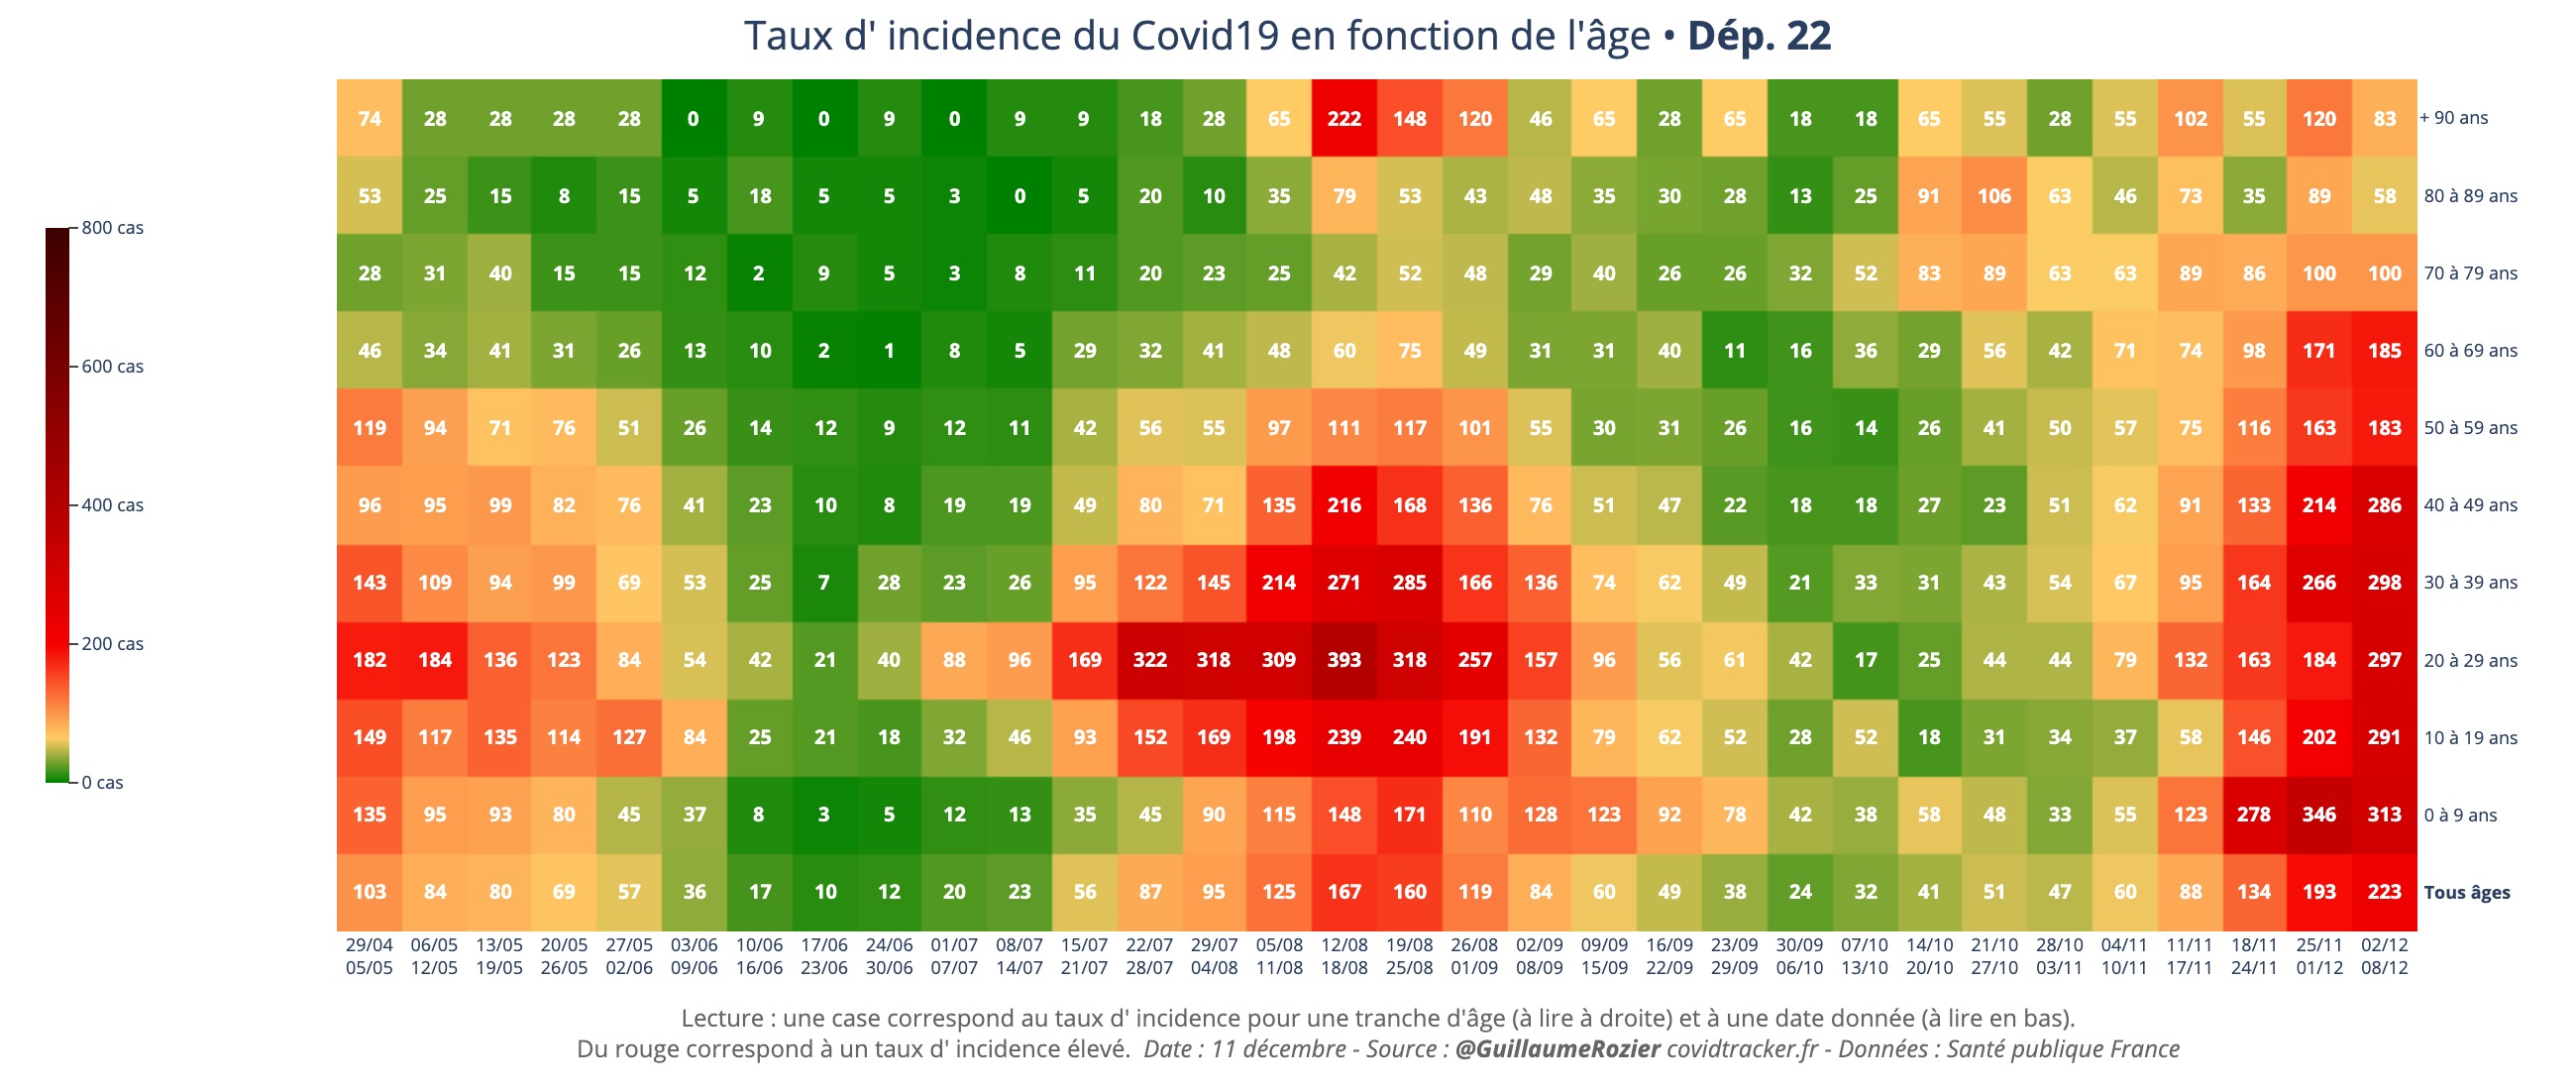 Taux d' incidence du Covid19 en fonction de l'âge • Dép. 22
800 cas
600 cas
400 cas
200 cas
0 cas
74 28 28 28 28 0 9 0 9 0 9 9 18 28 65 222 148 120 46 65 28 65 18 18 65 55 28 55 102 55 120 83 + 90 ans
53 25 15 8 15 5 18 5 5 3 0 5 20 10 35 79 53 43 48 35 30 28 13 25 91 106 63 46 73 35 89 58 80 à 89 ans
28 31 40 15 15 12 2 9 5 3 8 11 20 23 25 42 52 48 29 40 26 26 32 52 83 89 63 63 89 86 100 100 70 à 79 ans
46 34 41 31 26 13 10 2 1 8 5 29 32 41 48 60 75 49 31 31 40 11 16 36 29 56 42 71 74 98 171 185 60 à 69 ans
119 94 71 76 51 26 14 12 9 12 11 42 56 55 97 111 117 101 55 30 31 26 16 14 26 41 50 57 75 116 163 183 50 à 59 ans
96 95 99 82 76 41 23 10 8 19 19 49 80 71 135 216 168 136 76 51 47 22 18 18 27 23 51 62 91 133 214 286 40 à 49 ans
143 109 94 99 69 53 25 7 28 23 26 95 122 145 214 271 285 166 136 74 62 49 21 33 31 43 54 67 95 164 266 298 30 à 39 ans
182 184 136 123 84 54 42 21 40 88 96 169 322 318 309 393 318 257 157 96 56 61 42 17 25 44 44 79 132 163 184 297 20 à 29 ans
149 117 135 114 127 84 25 21 18 32 46 93 152 169 198 239 240 191 132 79 62 52 28 52 18 31 34 37 58 146 202 291 10 à 19 ans
135 95 93 80 45 37 8 3 5 12 13 35 45 90 115 148 171 110 128 123 92 78 42 38 58 48 33 55 123 278 346 313 0 à 9 ans
103 84 80 69 57 36 17 10 12 20 23 56 87 95 125 167 160 119 84 60 49 38 24 32 41 51 47 60 88 134 193 223 Tous âges
29/04 06/05 13/05 20/05 27/05 03/06 10/06 17/06 24/06 01/07 08/07 15/07 22/07 29/07 05/08 12/08 19/08 26/08 02/09 09/09 16/09 23/09 30/09 07/10 14/10 21/10 28/10 04/11 11/11 18/11 25/11 02/12
05/05 12/05 19/05 26/05 02/06 09/06 16/06 23/06 30/06 07/07 14/07 21/07 28/07 04/08 11/08 18/08 25/08 01/09 08/09 15/09 22/09 29/09 06/10 13/10 20/10 27/10 03/11 10/11 17/11 24/11 01/12 08/12
Lecture : une case correspond au taux d' incidence pour une tranche d'âge (à lire à droite) et à une date donnée (à lire en bas).
Du rouge correspond à un taux d' incidence élevé. Date : 11 décembre - Source : @GuillaumeRozier covidtracker.fr - Données : Santé publique France